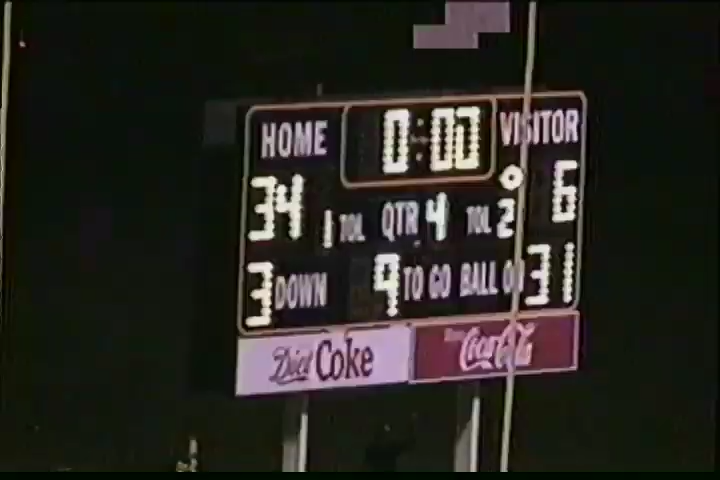 HOME 0:00 VISITOR
34 1 TOL QTR 4 TOL 2 6
3 DOWN 9 TO GO BALL ON 31
Diet Coke Coca-Cola